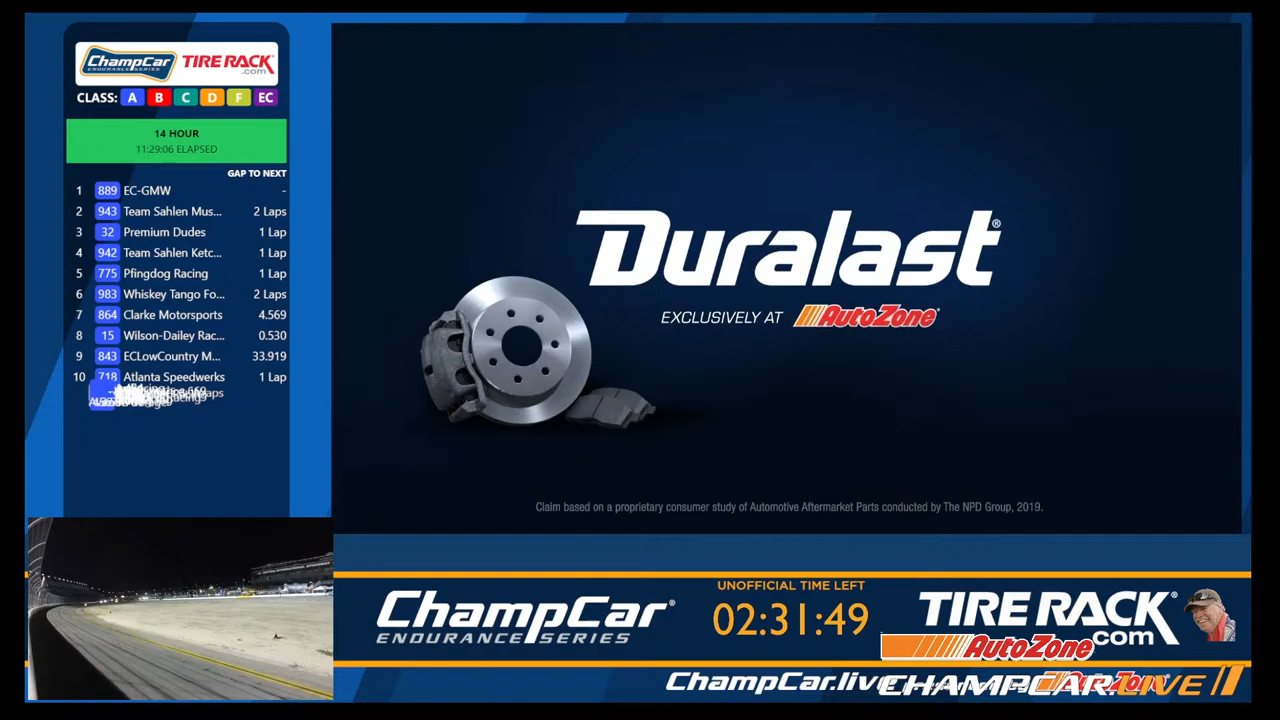 ChampCar TIRE RACK
ENDURANCE SERIES .com
CLASS: A B C D F EC
14 HOUR
11:29:06 ELAPSED
GAP TO NEXT
1 889 EC-GMW -
2 943 Team Sahlen Mus... 2 Laps
3 32 Premium Dudes 1 Lap
4 942 Team Sahlen Ketc... 1 Lap
5 775 Pfingdog Racing 1 Lap
6 983 Whiskey Tango Fo... 2 Laps
7 864 Clarke Motorsports 4.569
8 15 Wilson-Dailey Rac... 0.530
9 843 ECLowCountry M... 33.919
10 718 Atlanta Speedwerks 1 Lap
Duralast®
EXCLUSIVELY AT AutoZone
Claim based on a proprietary consumer study of Automotive Aftermarket Parts conducted by The NPD Group, 2019.
ChampCar®
ENDURANCE SERIES
UNOFFICIAL TIME LEFT
02:31:49
TIRE RACK
.com
AutoZone
ChampCar.live
CHAMPCAR.LIVE